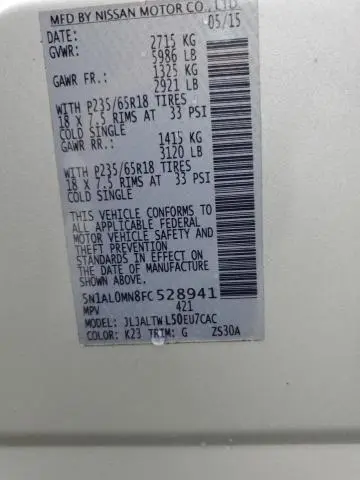 MFD BY NISSAN MOTOR CO., LTD.
DATE: 05/15
GVWR: 2715 KG
5986 LB
GAWR FR.: 1325 KG
2921 LB
WITH P235/65R18 TIRES
18 X 7.5 RIMS AT 33 PSI
COLD SINGLE
GAWR RR.: 1415 KG
3120 LB
WITH P235/65R18 TIRES
18 X 7.5 RIMS AT 33 PSI
COLD SINGLE
THIS VEHICLE CONFORMS TO
ALL APPLICABLE FEDERAL
MOTOR VEHICLE SAFETY AND
THEFT PREVENTION
STANDARDS IN EFFECT ON
THE DATE OF MANUFACTURE
SHOWN ABOVE.
5N1AL0MN8FC528941
MPV 421
MODEL: JLJALTWL50EU7CAC
COLOR: K23 TRIM: G ZS30A